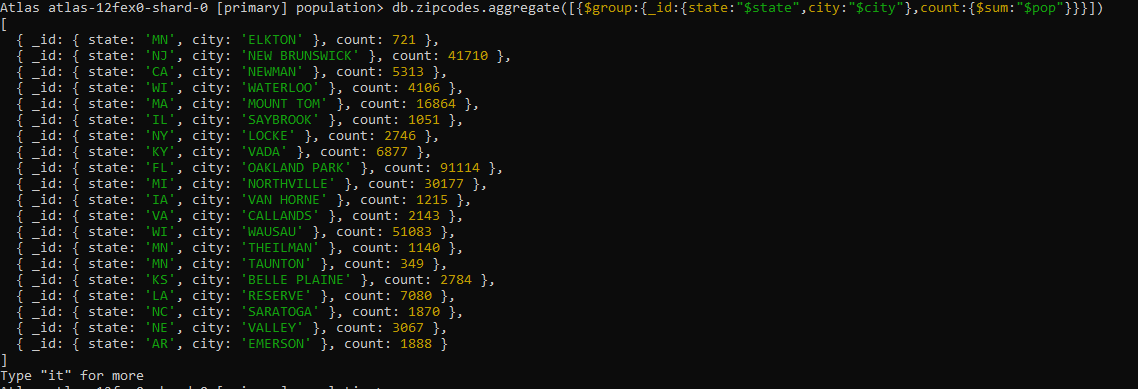 Atlas atlas-12fex0-shard-0 [primary] population> db.zipcodes.aggregate([{$group:{_id:{state:"$state",city:"$city"},count:{$sum:"$pop"}}}])
[
  { _id: { state: 'MN', city: 'ELKTON' }, count: 721 },
  { _id: { state: 'NJ', city: 'NEW BRUNSWICK' }, count: 41710 },
  { _id: { state: 'CA', city: 'NEWMAN' }, count: 5313 },
  { _id: { state: 'WI', city: 'WATERLOO' }, count: 4106 },
  { _id: { state: 'MA', city: 'MOUNT TOM' }, count: 16864 },
  { _id: { state: 'IL', city: 'SAYBROOK' }, count: 1051 },
  { _id: { state: 'NY', city: 'LOCKE' }, count: 2746 },
  { _id: { state: 'KY', city: 'VADA' }, count: 6877 },
  { _id: { state: 'FL', city: 'OAKLAND PARK' }, count: 91114 },
  { _id: { state: 'MI', city: 'NORTHVILLE' }, count: 30177 },
  { _id: { state: 'IA', city: 'VAN HORNE' }, count: 1215 },
  { _id: { state: 'VA', city: 'CALLANDS' }, count: 2143 },
  { _id: { state: 'WI', city: 'WAUSAU' }, count: 51083 },
  { _id: { state: 'MN', city: 'THEILMAN' }, count: 1140 },
  { _id: { state: 'MN', city: 'TAUNTON' }, count: 349 },
  { _id: { state: 'KS', city: 'BELLE PLAINE' }, count: 2784 },
  { _id: { state: 'LA', city: 'RESERVE' }, count: 7080 },
  { _id: { state: 'NC', city: 'SARATOGA' }, count: 1870 },
  { _id: { state: 'NE', city: 'VALLEY' }, count: 3067 },
  { _id: { state: 'AR', city: 'EMERSON' }, count: 1888 }
]
Type "it" for more